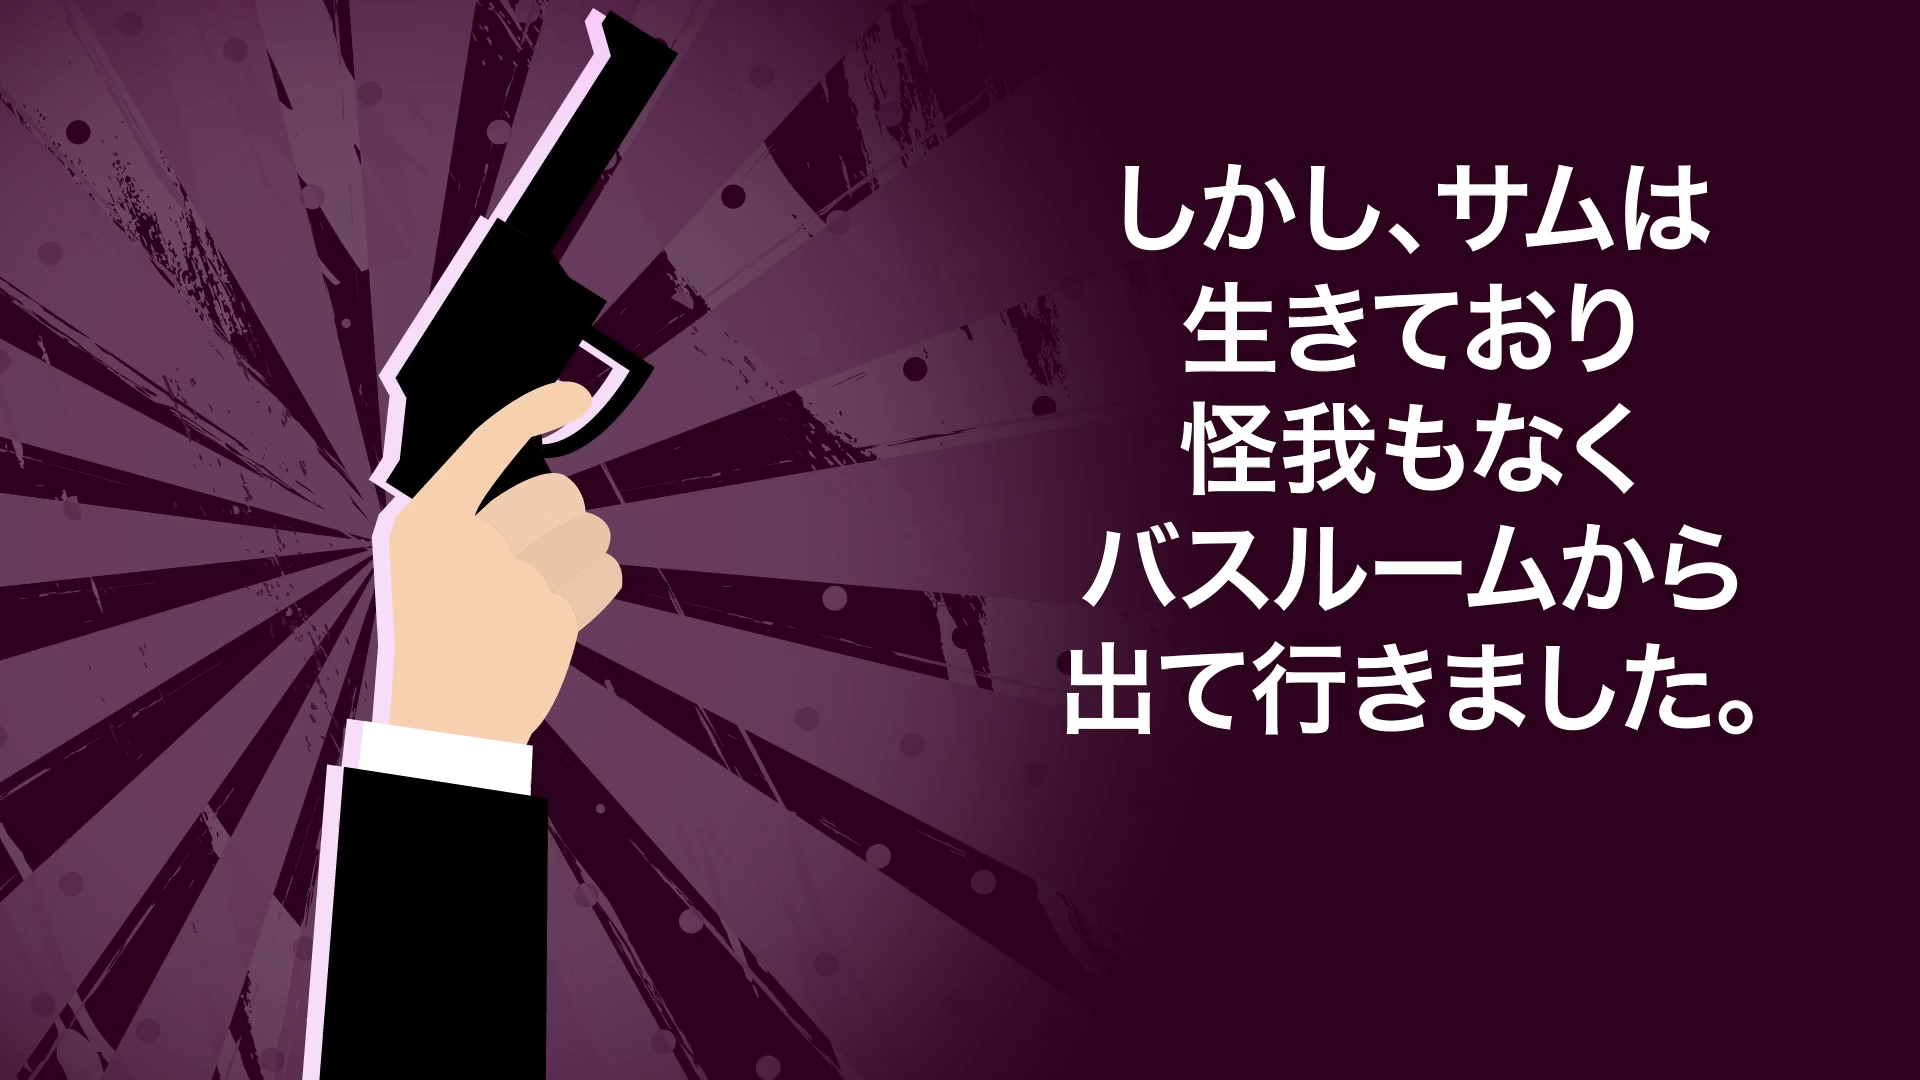 しかし、サムは
生きており
怪我もなく
バスルームから
出て行きました。